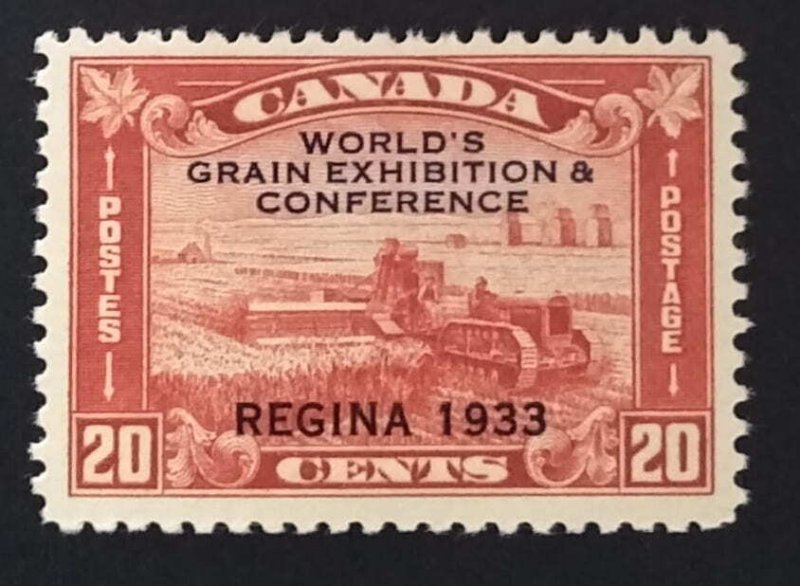 CANADA
WORLD'S
GRAIN EXHIBITION &
CONFERENCE
POSTES
POSTAGE
REGINA 1933
20 CENTS 20